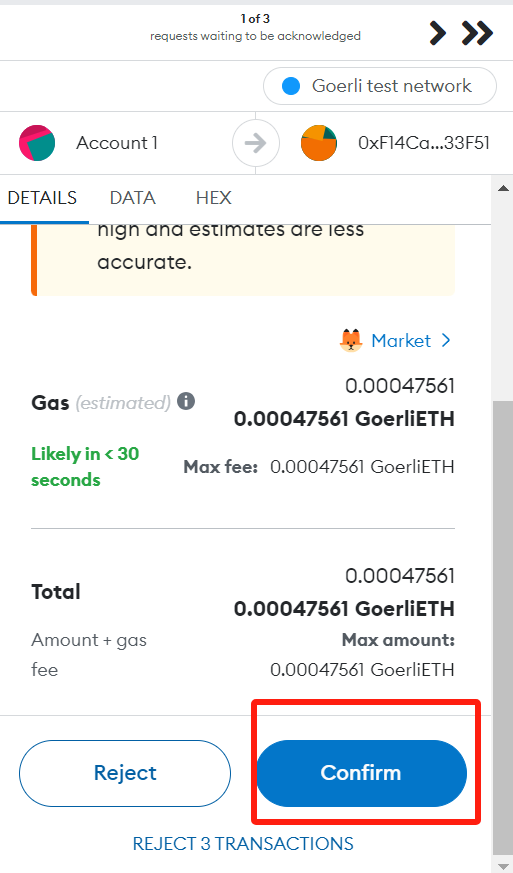 1 of 3
requests waiting to be acknowledged
Goerli test network
Account 1
0xF14Ca...33F51
DETAILS DATA HEX
high and estimates are less
accurate.
Market
0.00047561
Gas (estimated)
0.00047561 GoerliETH
Likely in < 30
seconds
Max fee: 0.00047561 GoerliETH
0.00047561
Total
0.00047561 GoerliETH
Amount + gas
fee
Max amount:
0.00047561 GoerliETH
Reject
Confirm
REJECT 3 TRANSACTIONS